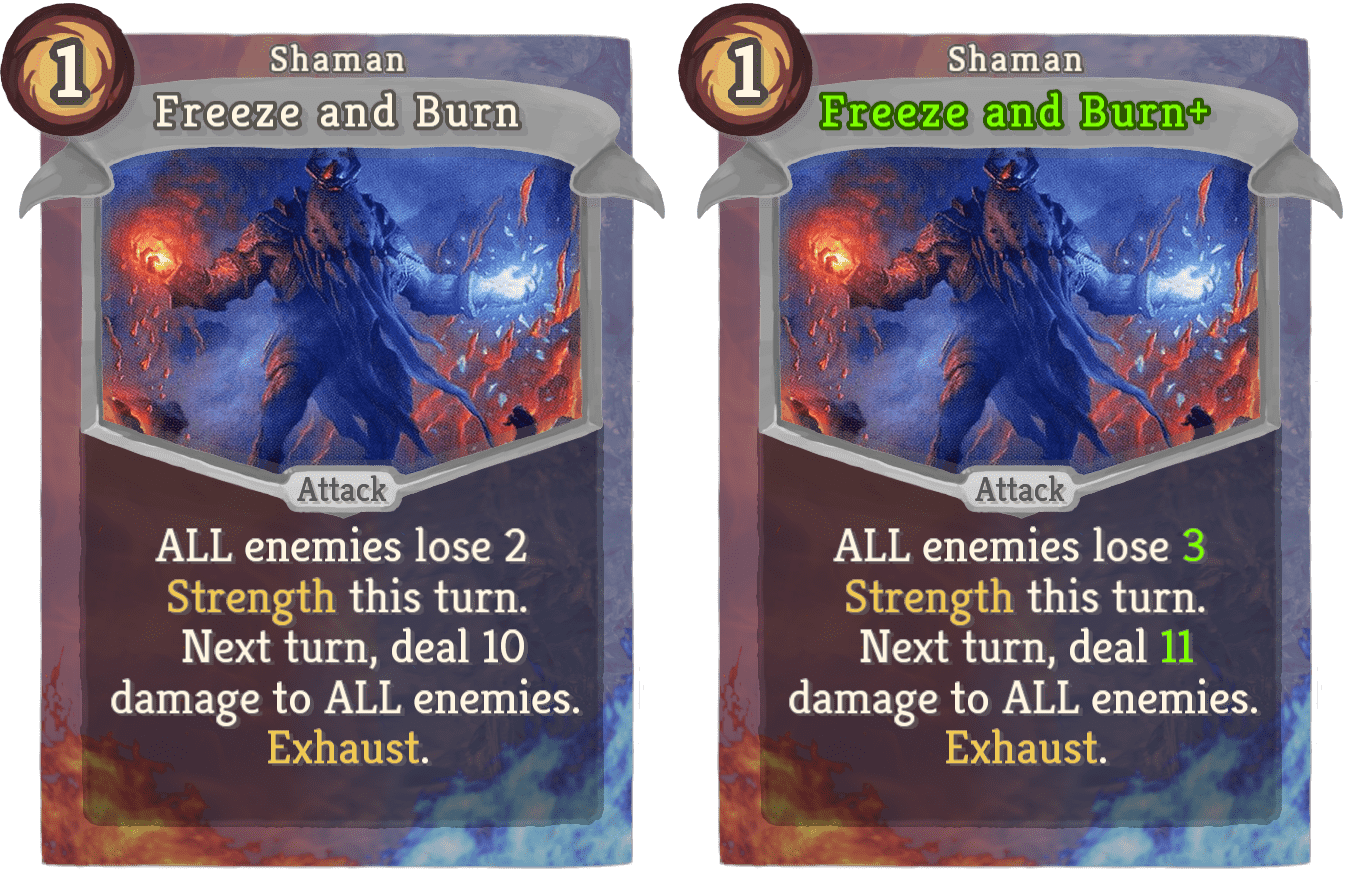 1
Shaman
Freeze and Burn
Attack
ALL enemies lose 2
Strength this turn.
Next turn, deal 10
damage to ALL enemies.
Exhaust.
1
Shaman
Freeze and Burn+
Attack
ALL enemies lose 3
Strength this turn.
Next turn, deal 11
damage to ALL enemies.
Exhaust.